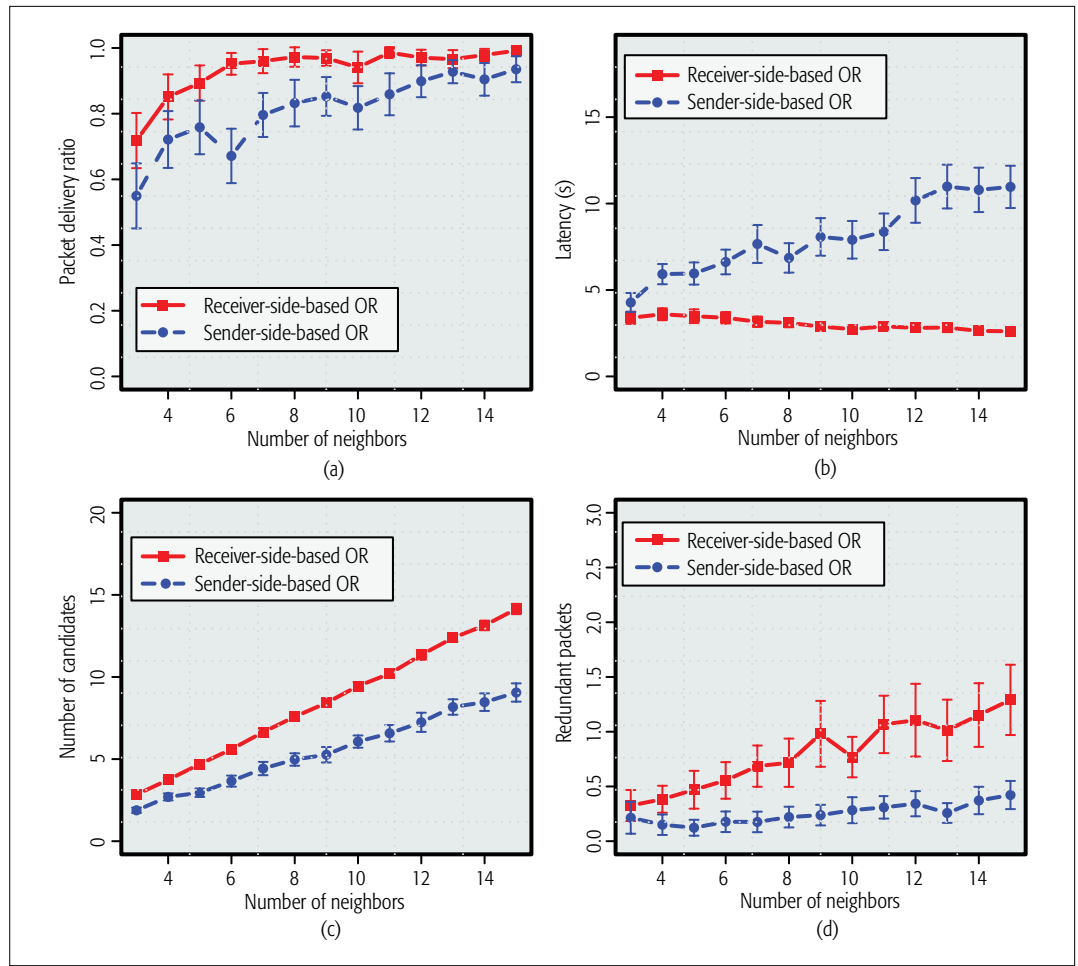 1.0
0.8
0.6
0.4
0.2
0.0
Packet delivery ratio
Receiver-side-based OR
Sender-side-based OR
4 6 8 10 12 14
Number of neighbors
(a)
15
10
5
0
Latency (s)
Receiver-side-based OR
Sender-side-based OR
4 6 8 10 12 14
Number of neighbors
(b)
20
15
10
5
0
Number of candidates
Receiver-side-based OR
Sender-side-based OR
4 6 8 10 12 14
Number of neighbors
(c)
3.0
2.5
2.0
1.5
1.0
0.5
0.0
Redundant packets
Receiver-side-based OR
Sender-side-based OR
4 6 8 10 12 14
Number of neighbors
(d)